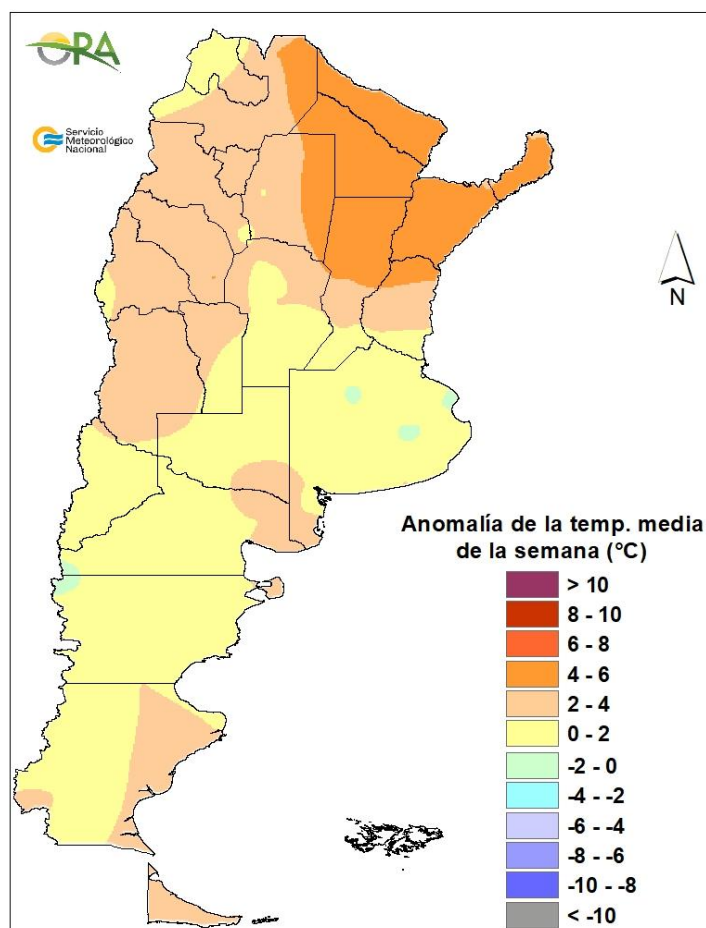 ORA
Servicio
Meteorológico
Nacional
N
Anomalía de la temp. media
de la semana (°C)
> 10
8 - 10
6 - 8
4 - 6
2 - 4
0 - 2
-2 - 0
-4 - -2
-6 - -4
-8 - -6
-10 - -8
< -10